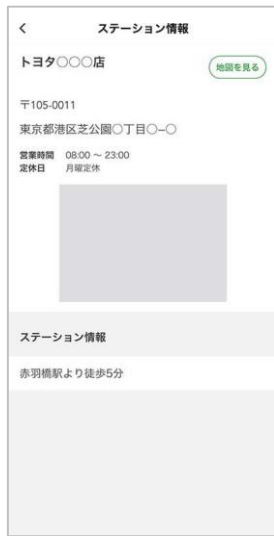 ステーション情報
トヨタ○○○店
地図を見る
〒105-0011
東京都港区芝公園○丁目○–○
営業時間 08:00 ~ 23:00
定休日 月曜定休
ステーション情報
赤羽橋駅より徒歩5分